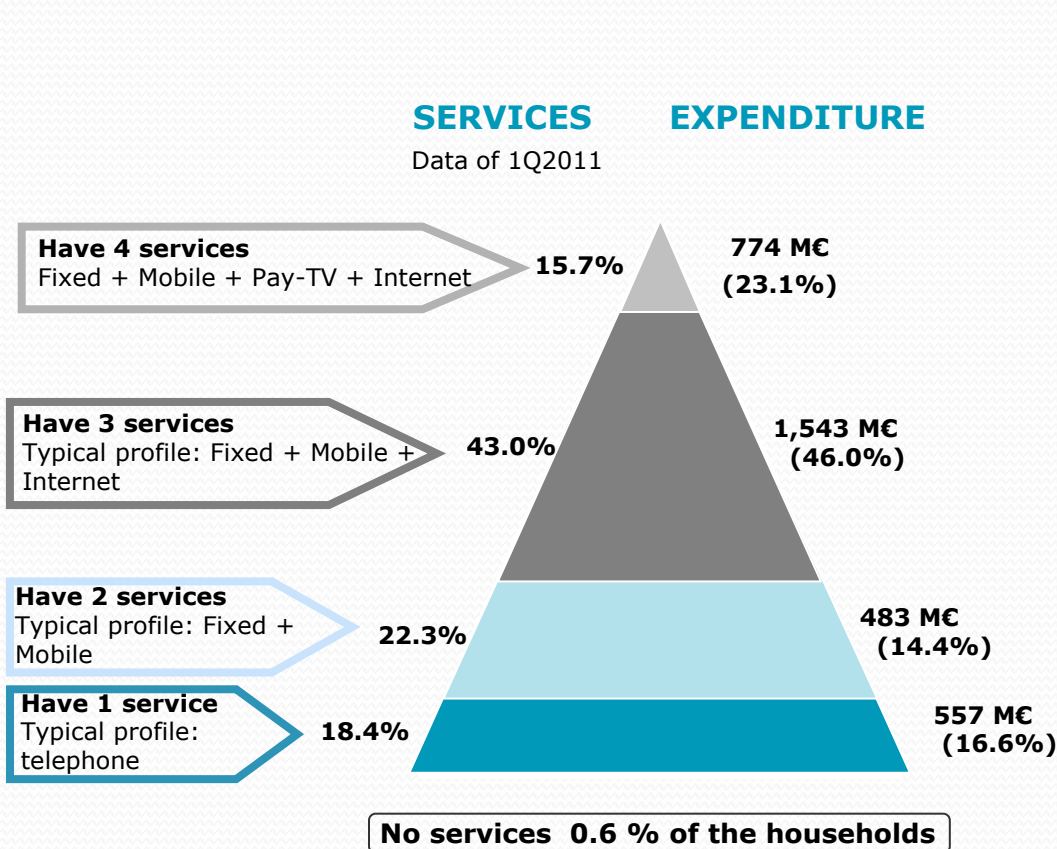 SERVICES EXPENDITURE
Data of 1Q2011
Have 4 services
Fixed + Mobile + Pay-TV + Internet
15.7%
774 M€
(23.1%)
Have 3 services
Typical profile: Fixed + Mobile +
Internet
43.0%
1,543 M€
(46.0%)
Have 2 services
Typical profile: Fixed +
Mobile
22.3%
483 M€
(14.4%)
Have 1 service
Typical profile:
telephone
18.4%
557 M€
(16.6%)
No services 0.6 % of the households